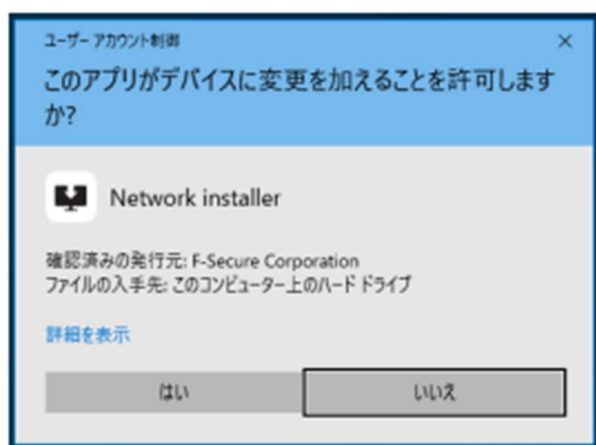 ユーザー アカウント制御
このアプリがデバイスに変更を加えることを許可します
か?
Network installer
確認済みの発行元: F-Secure Corporation
ファイルの入手先: このコンピューター上のハード ドライブ
詳細を表示
はい
いいえ